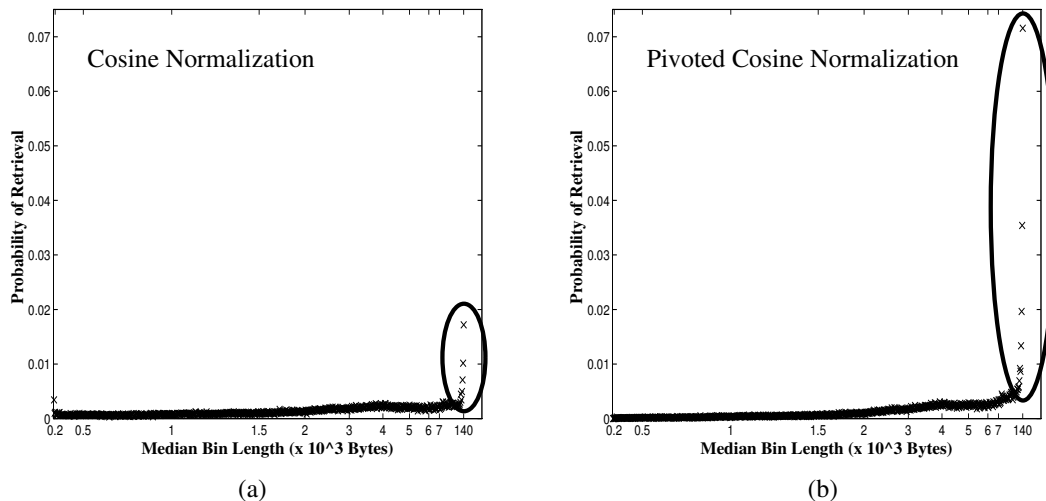 Cosine Normalization
Probability of Retrieval
0.07
0.06
0.05
0.04
0.03
0.02
0.01
0
0.2 0.5 1 1.5 2 3 4 5 6 7 140
Median Bin Length (x 10^3 Bytes)
(a)
Pivoted Cosine Normalization
Probability of Retrieval
0.07
0.06
0.05
0.04
0.03
0.02
0.01
0
0.2 0.5 1 1.5 2 3 4 5 6 7 140
Median Bin Length (x 10^3 Bytes)
(b)